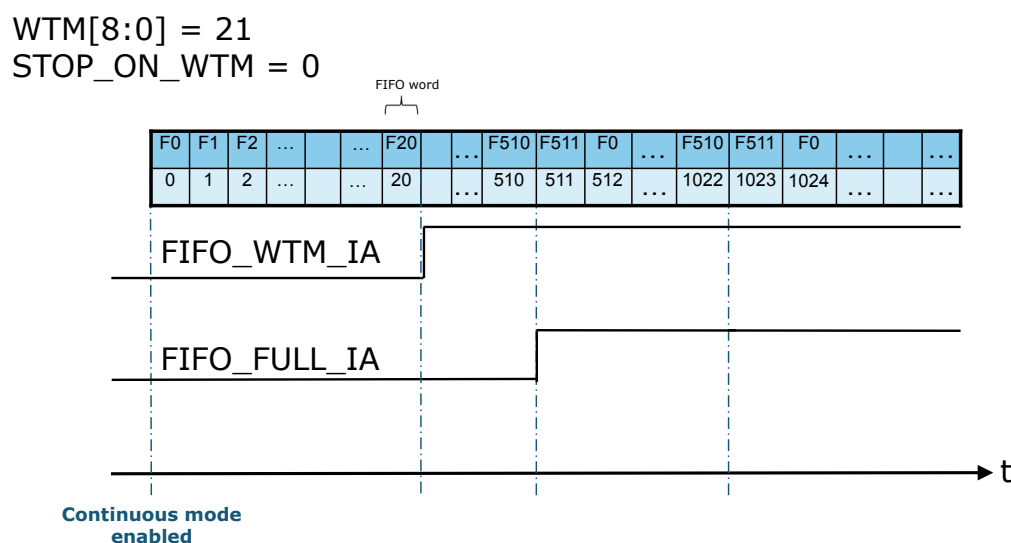 WTM[8:0] = 21
STOP_ON_WTM = 0
FIFO word
F0 F1 F2 ... ... F20 ... F510 F511 F0 ... F510 F511 F0 ... ...
0 1 2 ... ... 20 ... 510 511 512 ... 1022 1023 1024 ... ...
FIFO_WTM_IA
FIFO_FULL_IA
t
Continuous mode
enabled